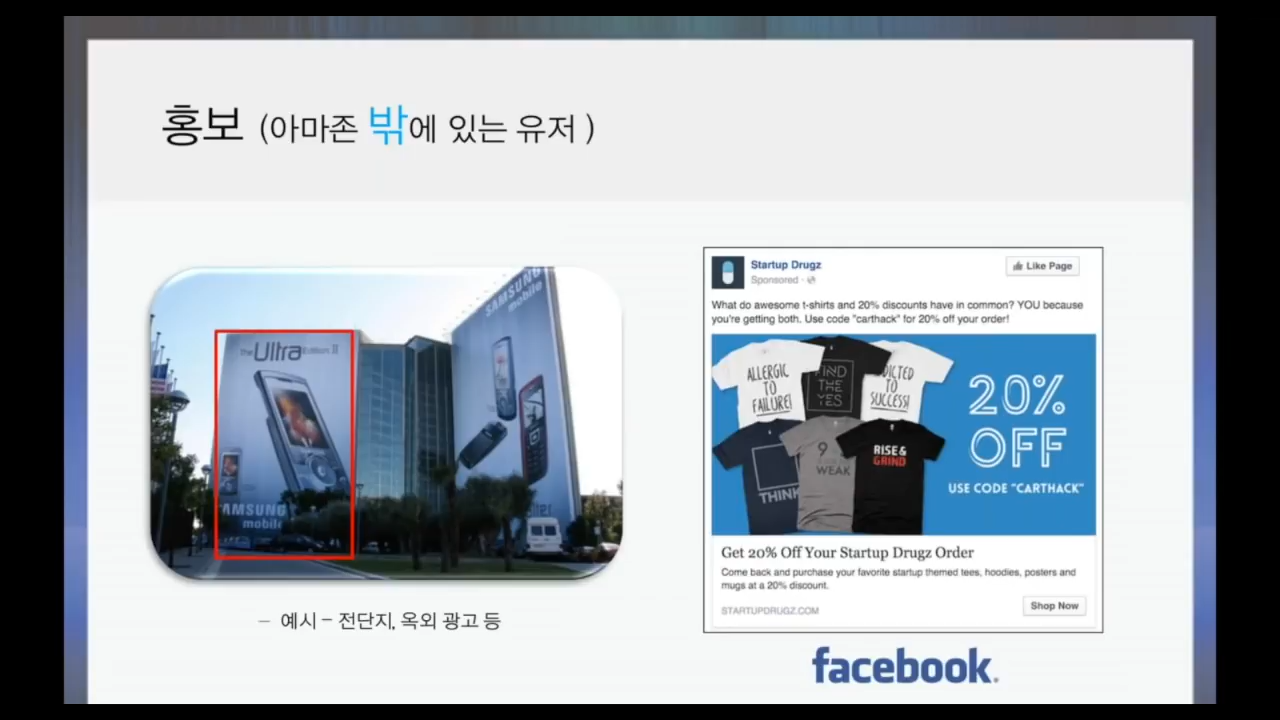 홍보 (아마존 밖에 있는 유저 )
The Ultra Edition II
SAMSUNG
mobile
SAMSUNG
mobile
– 예시 – 전단지, 옥외 광고 등
Startup Drugz
Sponsored ·
Like Page
What do awesome t-shirts and 20% discounts have in common? YOU because
you're getting both. Use code "carthack" for 20% off your order!
ALLERGIC
TO
FAILURE!
FIND
THE
YES
DICTED
TO
SUCCESS!
THINK
9
WEAK
RISE &
GRIND
20%
OFF
USE CODE "CARTHACK"
Get 20% Off Your Startup Drugz Order
Come back and purchase your favorite startup themed tees, hoodies, posters and
mugs at a 20% discount.
STARTUPDRUGZ.COM
Shop Now
facebook.